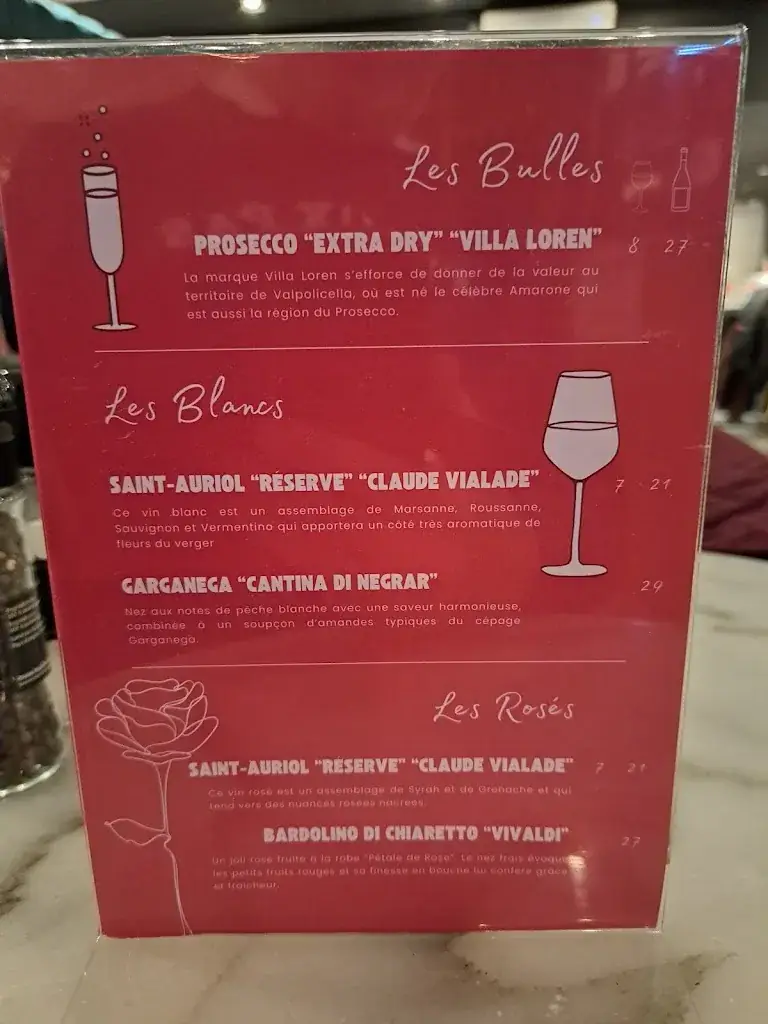 Les Bulles
PROSECCO “EXTRA DRY” “VILLA LOREN” 8 27
La marque Villa Loren s’efforce de donner de la valeur au
territoire de Valpolicella, où est né le célèbre Amarone qui
est aussi la région du Prosecco.
Les Blancs
SAINT-AURIOL “RÉSERVE” “CLAUDE VIALADE” 7 21
Ce vin blanc est un assemblage de Marsanne, Roussanne,
Sauvignon et Vermentino qui apportera un côté très aromatique de
fleurs du verger
GARGANEGA “CANTINA DI NEGRAR” 29
Nez aux notes de pêche blanche avec une saveur harmonieuse,
combinée à un soupçon d’amandes typiques du cépage
Garganega.
Les Rosés
SAINT-AURIOL “RÉSERVE” “CLAUDE VIALADE” 7 21
Ce vin rosé est un assemblage de Syrah et de Grenache et qui
tend vers des nuances rosées nacrées.
BARDOLINO DI CHIARETTO “VIVALDI” 27
Un joli rosé fruité à la robe “Pétale de Rose”. Le nez frais évoque
les petits fruits rouges et sa finesse en bouche lui confère grâce
et fraîcheur.